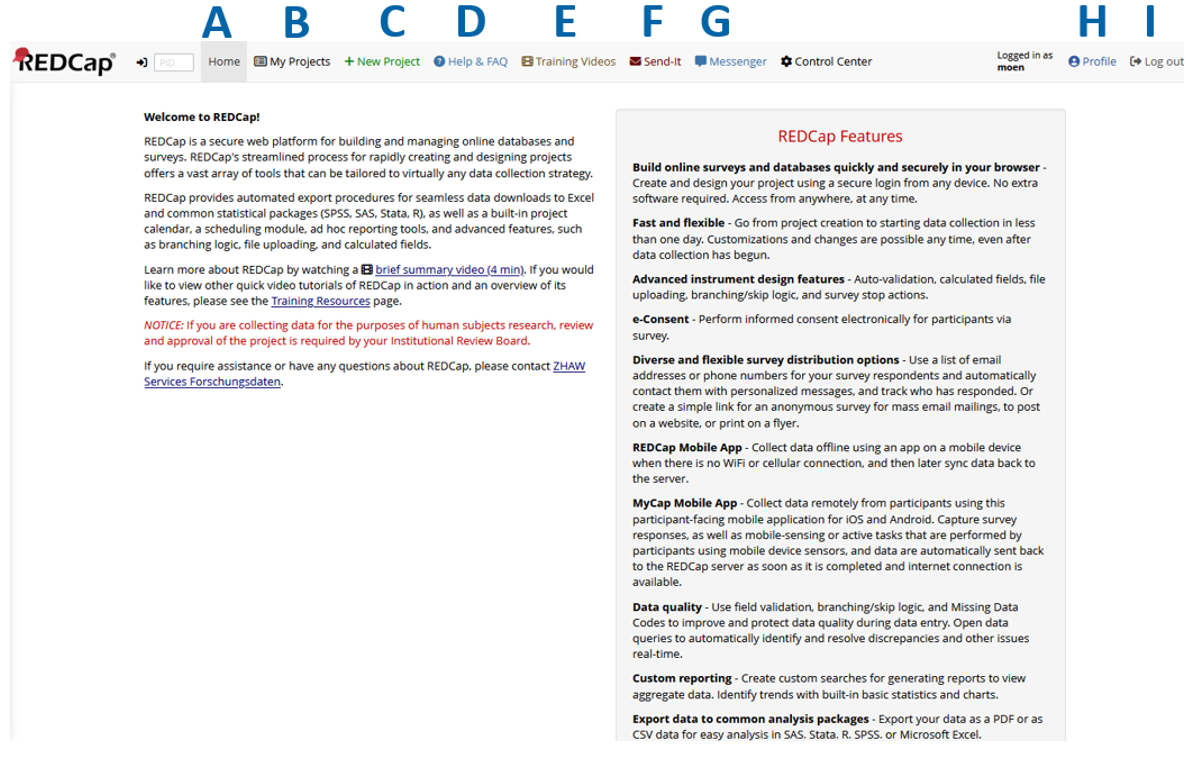 A B C D E F G H I
REDCap PID Home My Projects + New Project Help & FAQ Training Videos Send-It Messenger Control Center Logged in as moen Profile Log out
Welcome to REDCap!
REDCap is a secure web platform for building and managing online databases and
surveys. REDCap's streamlined process for rapidly creating and designing projects
offers a vast array of tools that can be tailored to virtually any data collection strategy.
REDCap provides automated export procedures for seamless data downloads to Excel
and common statistical packages (SPSS, SAS, Stata, R), as well as a built-in project
calendar, a scheduling module, ad hoc reporting tools, and advanced features, such
as branching logic, file uploading, and calculated fields.
Learn more about REDCap by watching a brief summary video (4 min). If you would
like to view other quick video tutorials of REDCap in action and an overview of its
features, please see the Training Resources page.
NOTICE: If you are collecting data for the purposes of human subjects research, review
and approval of the project is required by your Institutional Review Board.
If you require assistance or have any questions about REDCap, please contact ZHAW
Services Forschungsdaten.
REDCap Features
Build online surveys and databases quickly and securely in your browser -
Create and design your project using a secure login from any device. No extra
software required. Access from anywhere, at any time.
Fast and flexible - Go from project creation to starting data collection in less
than one day. Customizations and changes are possible any time, even after
data collection has begun.
Advanced instrument design features - Auto-validation, calculated fields, file
uploading, branching/skip logic, and survey stop actions.
e-Consent - Perform informed consent electronically for participants via
survey.
Diverse and flexible survey distribution options - Use a list of email
addresses or phone numbers for your survey respondents and automatically
contact them with personalized messages, and track who has responded. Or
create a simple link for an anonymous survey for mass email mailings, to post
on a website, or print on a flyer.
REDCap Mobile App - Collect data offline using an app on a mobile device
when there is no WiFi or cellular connection, and then later sync data back to
the server.
MyCap Mobile App - Collect data remotely from participants using this
participant-facing mobile application for iOS and Android. Capture survey
responses, as well as mobile-sensing or active tasks that are performed by
participants using mobile device sensors, and data are automatically sent back
to the REDCap server as soon as it is completed and internet connection is
available.
Data quality - Use field validation, branching/skip logic, and Missing Data
Codes to improve and protect data quality during data entry. Open data
queries to automatically identify and resolve discrepancies and other issues
real-time.
Custom reporting - Create custom searches for generating reports to view
aggregate data. Identify trends with built-in basic statistics and charts.
Export data to common analysis packages - Export your data as a PDF or as
CSV data for easy analysis in SAS, Stata, R, SPSS, or Microsoft Excel.